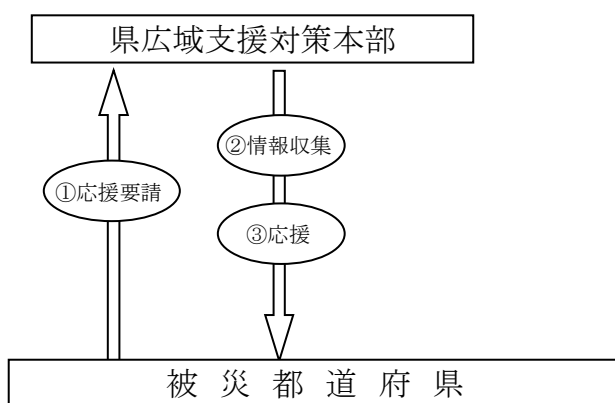 県広域支援対策本部
②情報収集
①応援要請
③応援
被災都道府県